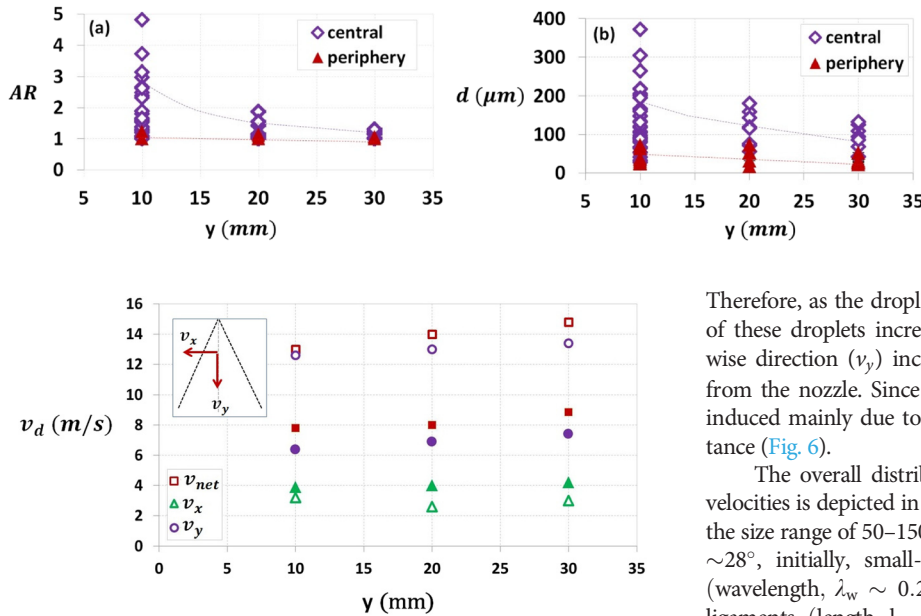 (a)
5
4
3
2
1
0
AR
central
periphery
5 10 15 20 25 30 35
y (mm)
(b)
400
300
200
100
0
d (μm)
central
periphery
5 10 15 20 25 30 35
y (mm)
16
14
12
10
8
6
4
2
0
v_d (m/s)
v_x
v_y
v_net
v_x
v_y
0 5 10 15 20 25 30 35
y (mm)
Therefore, as the dropl
of these droplets incre
wise direction (v_y) inc
from the nozzle. Since
induced mainly due to
tance (Fig. 6).
The overall distrib
velocities is depicted in
the size range of 50–150
∼28°, initially, small-
(wavelength, λ_w ∼ 0.2